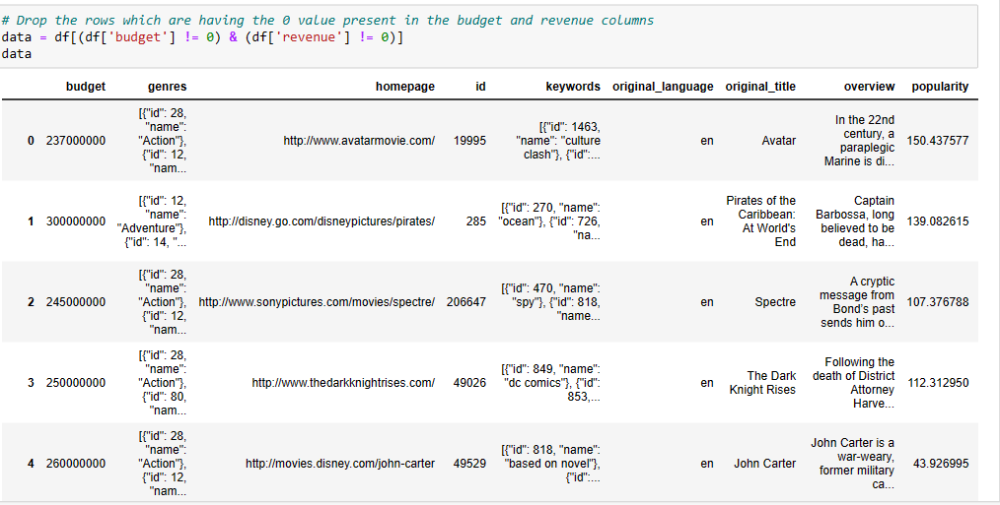 # Drop the rows which are having the 0 value present in the budget and revenue columns
data = df[(df['budget'] != 0) & (df['revenue'] != 0)]
data
budget genres homepage id keywords original_language original_title overview popularity
0 237000000 [{"id": 28, "name": "Action"}, {"id": 12, "nam... http://www.avatarmovie.com/ 19995 [{"id": 1463, "name": "culture clash"}, {"id":... en Avatar In the 22nd century, a paraplegic Marine is di... 150.437577
1 300000000 [{"id": 12, "name": "Adventure"}, {"id": 14, "... http://disney.go.com/disneypictures/pirates/ 285 [{"id": 270, "name": "ocean"}, {"id": 726, "na... en Pirates of the Caribbean: At World's End Captain Barbossa, long believed to be dead, ha... 139.082615
2 245000000 [{"id": 28, "name": "Action"}, {"id": 12, "nam... http://www.sonypictures.com/movies/spectre/ 206647 [{"id": 470, "name": "spy"}, {"id": 818, "name... en Spectre A cryptic message from Bond's past sends him o... 107.376788
3 250000000 [{"id": 28, "name": "Action"}, {"id": 80, "nam... http://www.thedarkknightrises.com/ 49026 [{"id": 849, "name": "dc comics"}, {"id": 853,... en The Dark Knight Rises Following the death of District Attorney Harve... 112.312950
4 260000000 [{"id": 28, "name": "Action"}, {"id": 12, "nam... http://movies.disney.com/john-carter 49529 [{"id": 818, "name": "based on novel"}, {"id":... en John Carter John Carter is a war-weary, former military ca... 43.926995